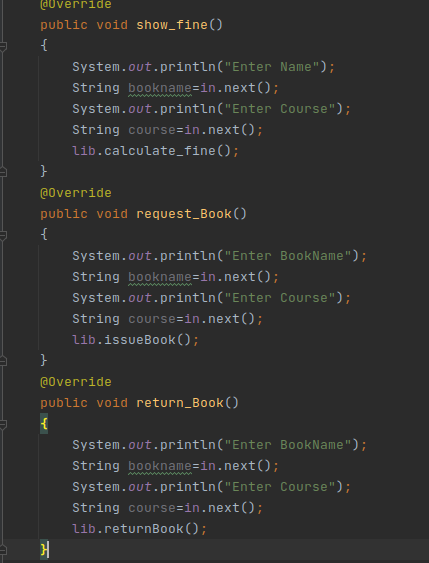 @Override
public void show_fine()
{
System.out.println("Enter Name");
String bookname=in.next();
System.out.println("Enter Course");
String course=in.next();
lib.calculate_fine();
}
@Override
public void request_Book()
{
System.out.println("Enter BookName");
String bookname=in.next();
System.out.println("Enter Course");
String course=in.next();
lib.issueBook();
}
@Override
public void return_Book()
{
System.out.println("Enter BookName");
String bookname=in.next();
System.out.println("Enter Course");
String course=in.next();
lib.returnBook();
}